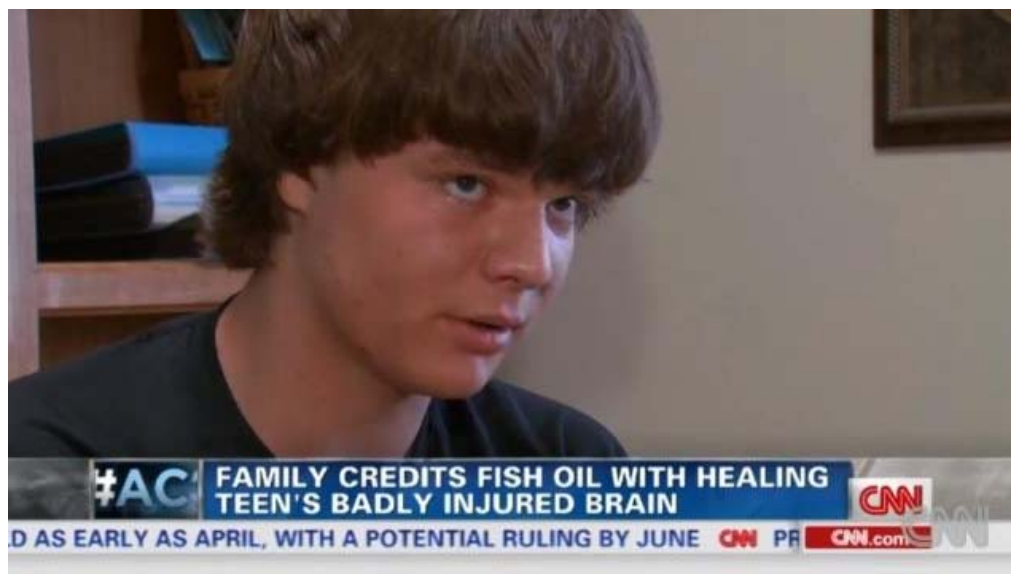 #AC
FAMILY CREDITS FISH OIL WITH HEALING
TEEN'S BADLY INJURED BRAIN
CNN
D AS EARLY AS APRIL, WITH A POTENTIAL RULING BY JUNE CNN PR CNN.com CNN